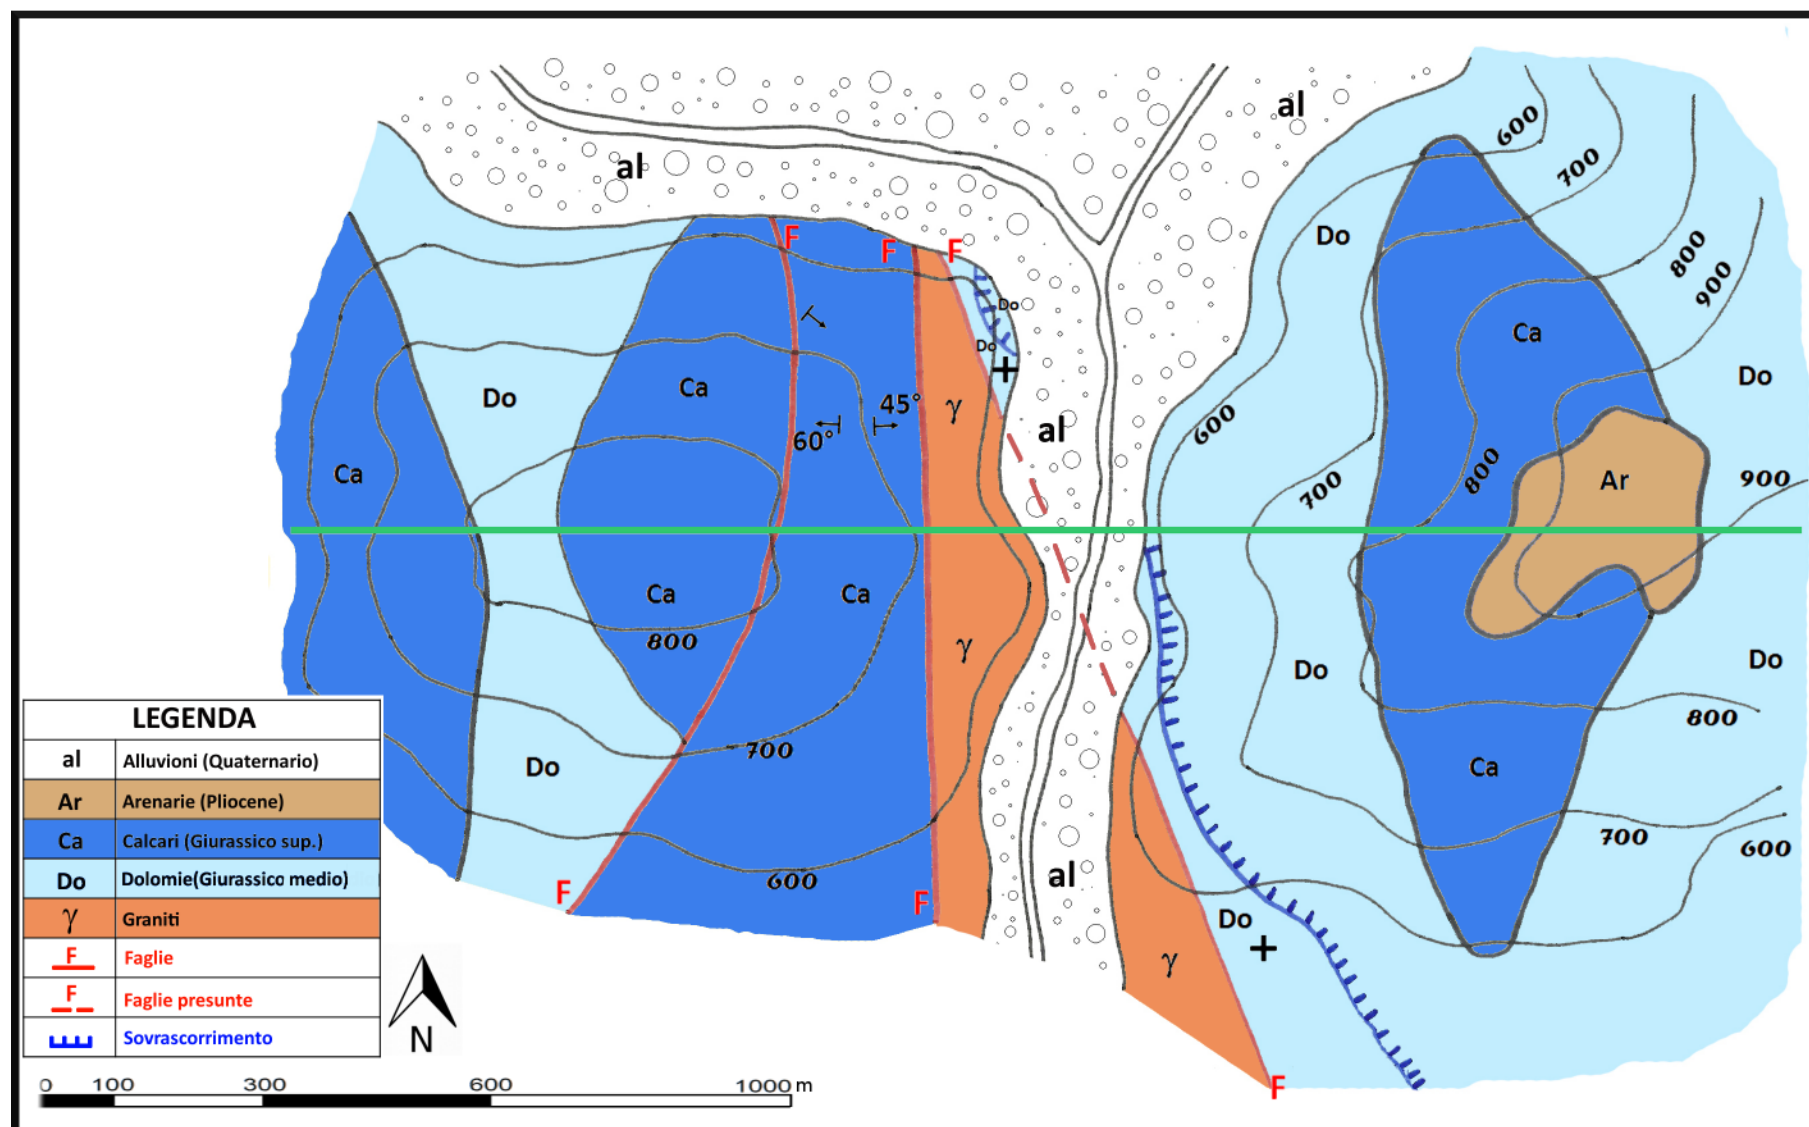 al
600
al
700
F
F
F
Do
800
900
Do
Ca
Do
Do
Ca
Do
45°
γ
600
al
60°
Ca
700
800
Ar
900
Ca
Ca
γ
800
Do
Do
700
Do
800
Ca
700
600
600
al
F
F
Do
γ
F
LEGENDA
al Alluvioni (Quaternario)
Ar Arenarie (Pliocene)
Ca Calcari (Giurassico sup.)
Do Dolomie(Giurassico medio)
γ Graniti
F Faglie
F Faglie presunte
Sovrascorrimento
N
0 100 300 600 1000 m